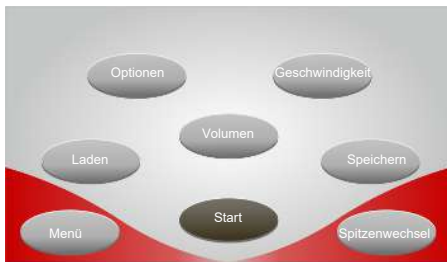 Optionen
Geschwindigkeit
Volumen
Laden
Speichern
Start
Menü
Spitzenwechsel